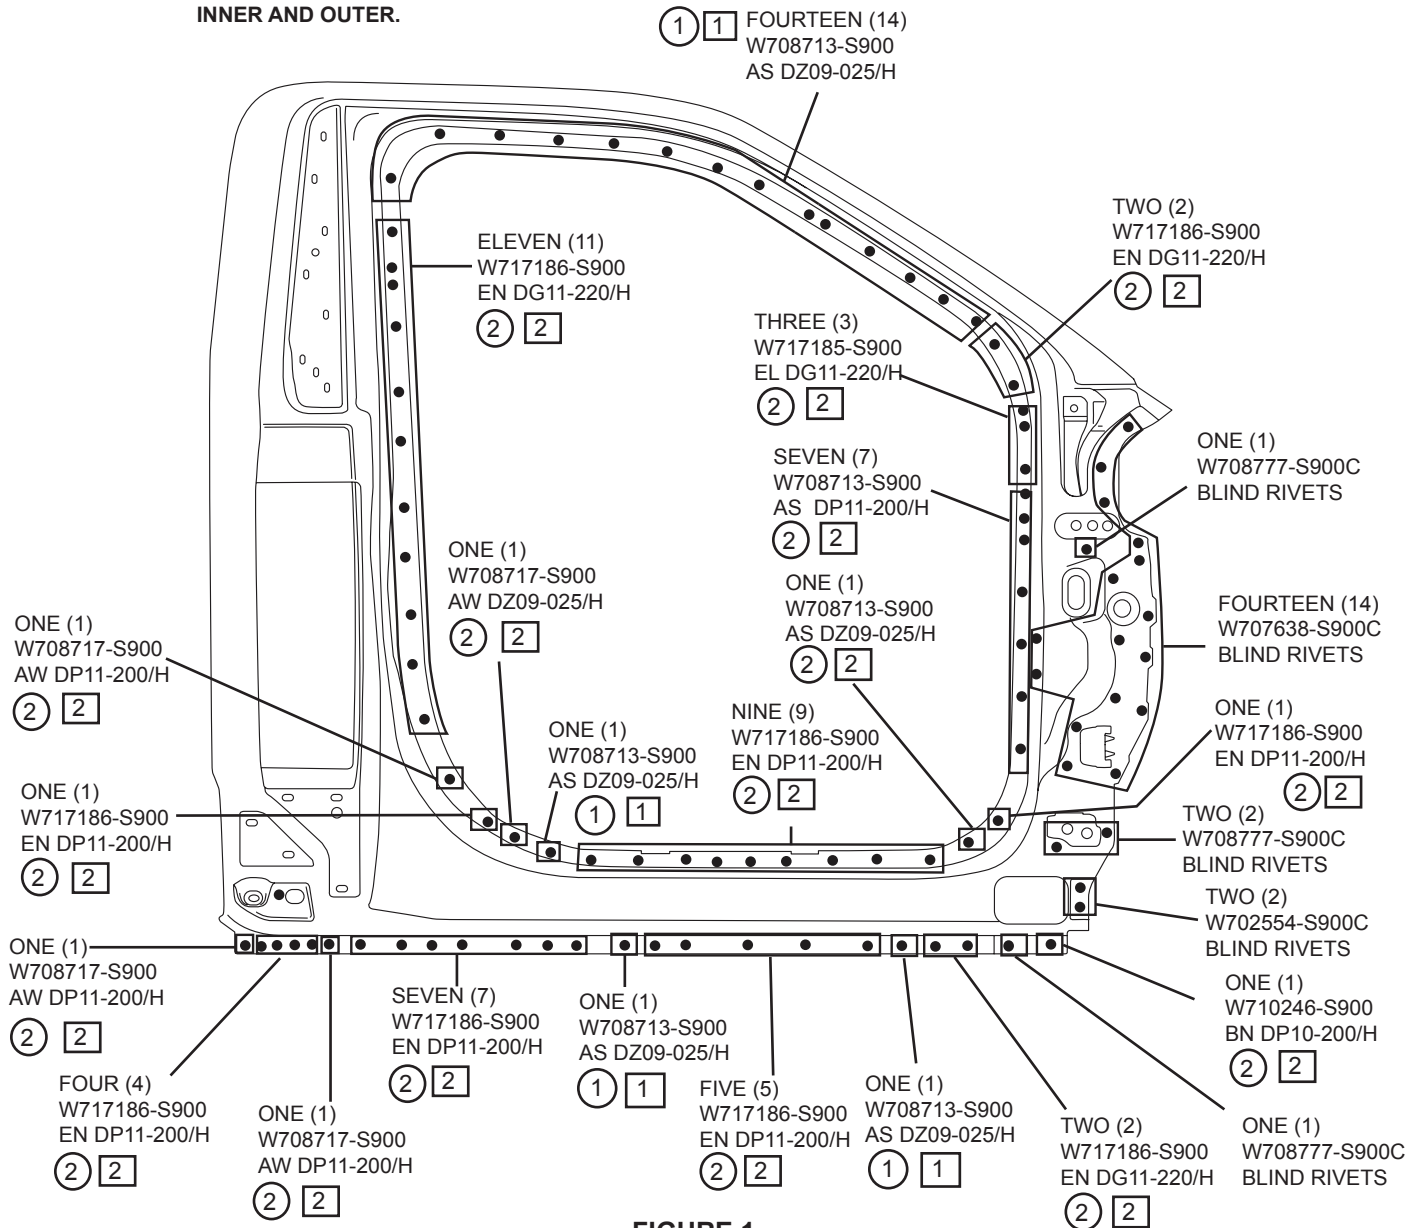 INNER AND OUTER.
1 1 FOURTEEN (14)
W708713-S900
AS DZ09-025/H
TWO (2)
W717186-S900
EN DG11-220/H
2 2
ELEVEN (11)
W717186-S900
EN DG11-220/H
2 2
THREE (3)
W717185-S900
EL DG11-220/H
2 2
ONE (1)
W708777-S900C
BLIND RIVETS
SEVEN (7)
W708713-S900
AS DP11-200/H
2 2
ONE (1)
W708717-S900
AW DZ09-025/H
2 2
ONE (1)
W708713-S900
AS DZ09-025/H
2 2
FOURTEEN (14)
W707638-S900C
BLIND RIVETS
ONE (1)
W708717-S900
AW DP11-200/H
2 2
ONE (1)
W708713-S900
AS DZ09-025/H
1 1
NINE (9)
W717186-S900
EN DP11-200/H
2 2
ONE (1)
W717186-S900
EN DP11-200/H
2 2
ONE (1)
W717186-S900
EN DP11-200/H
2 2
TWO (2)
W708777-S900C
BLIND RIVETS
TWO (2)
W702554-S900C
BLIND RIVETS
ONE (1)
W708717-S900
AW DP11-200/H
2 2
SEVEN (7)
W717186-S900
EN DP11-200/H
2 2
ONE (1)
W708713-S900
AS DZ09-025/H
1 1
ONE (1)
W710246-S900
BN DP10-200/H
2 2
FOUR (4)
W717186-S900
EN DP11-200/H
2 2
ONE (1)
W708717-S900
AW DP11-200/H
2 2
FIVE (5)
W717186-S900
EN DP11-200/H
2 2
ONE (1)
W708713-S900
AS DZ09-025/H
1 1
TWO (2)
W717186-S900
EN DG11-220/H
2 2
ONE (1)
W708777-S900C
BLIND RIVETS
FIGURE 1